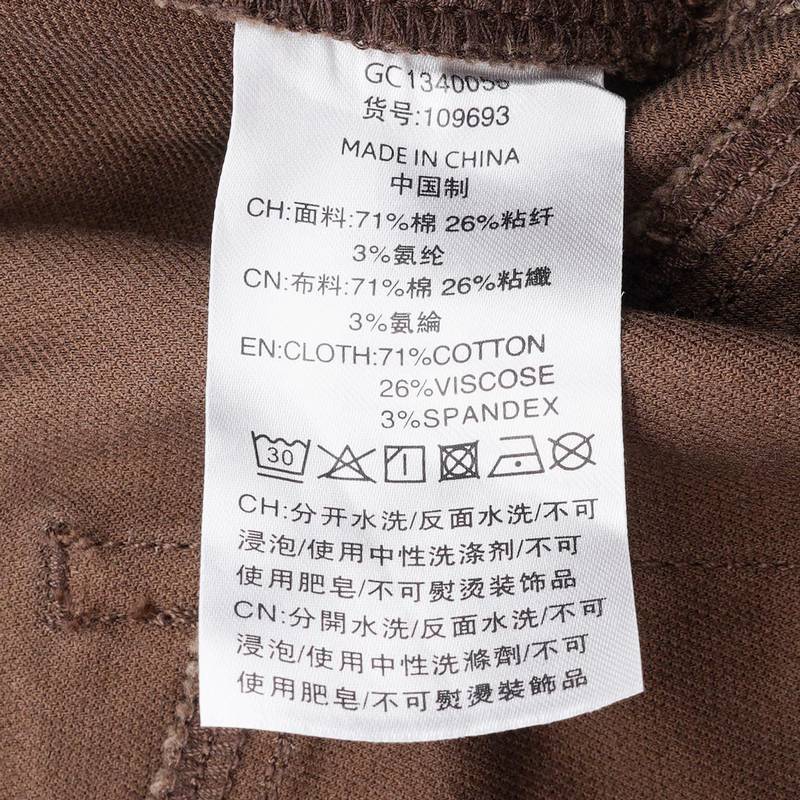 GC1340056
货号:109693
MADE IN CHINA
中国制
CH:面料:71%棉 26%粘纤
3%氨纶
CN:布料:71%棉 26%粘纖
3%氨綸
EN:CLOTH:71%COTTON
26%VISCOSE
3%SPANDEX
30
CH:分开水洗/反面水洗/不可
浸泡/使用中性洗涤剂/不可
使用肥皂/不可熨烫装饰品
CN:分開水洗/反面水洗/不可
浸泡/使用中性洗滌劑/不可
使用肥皂/不可熨燙裝飾品